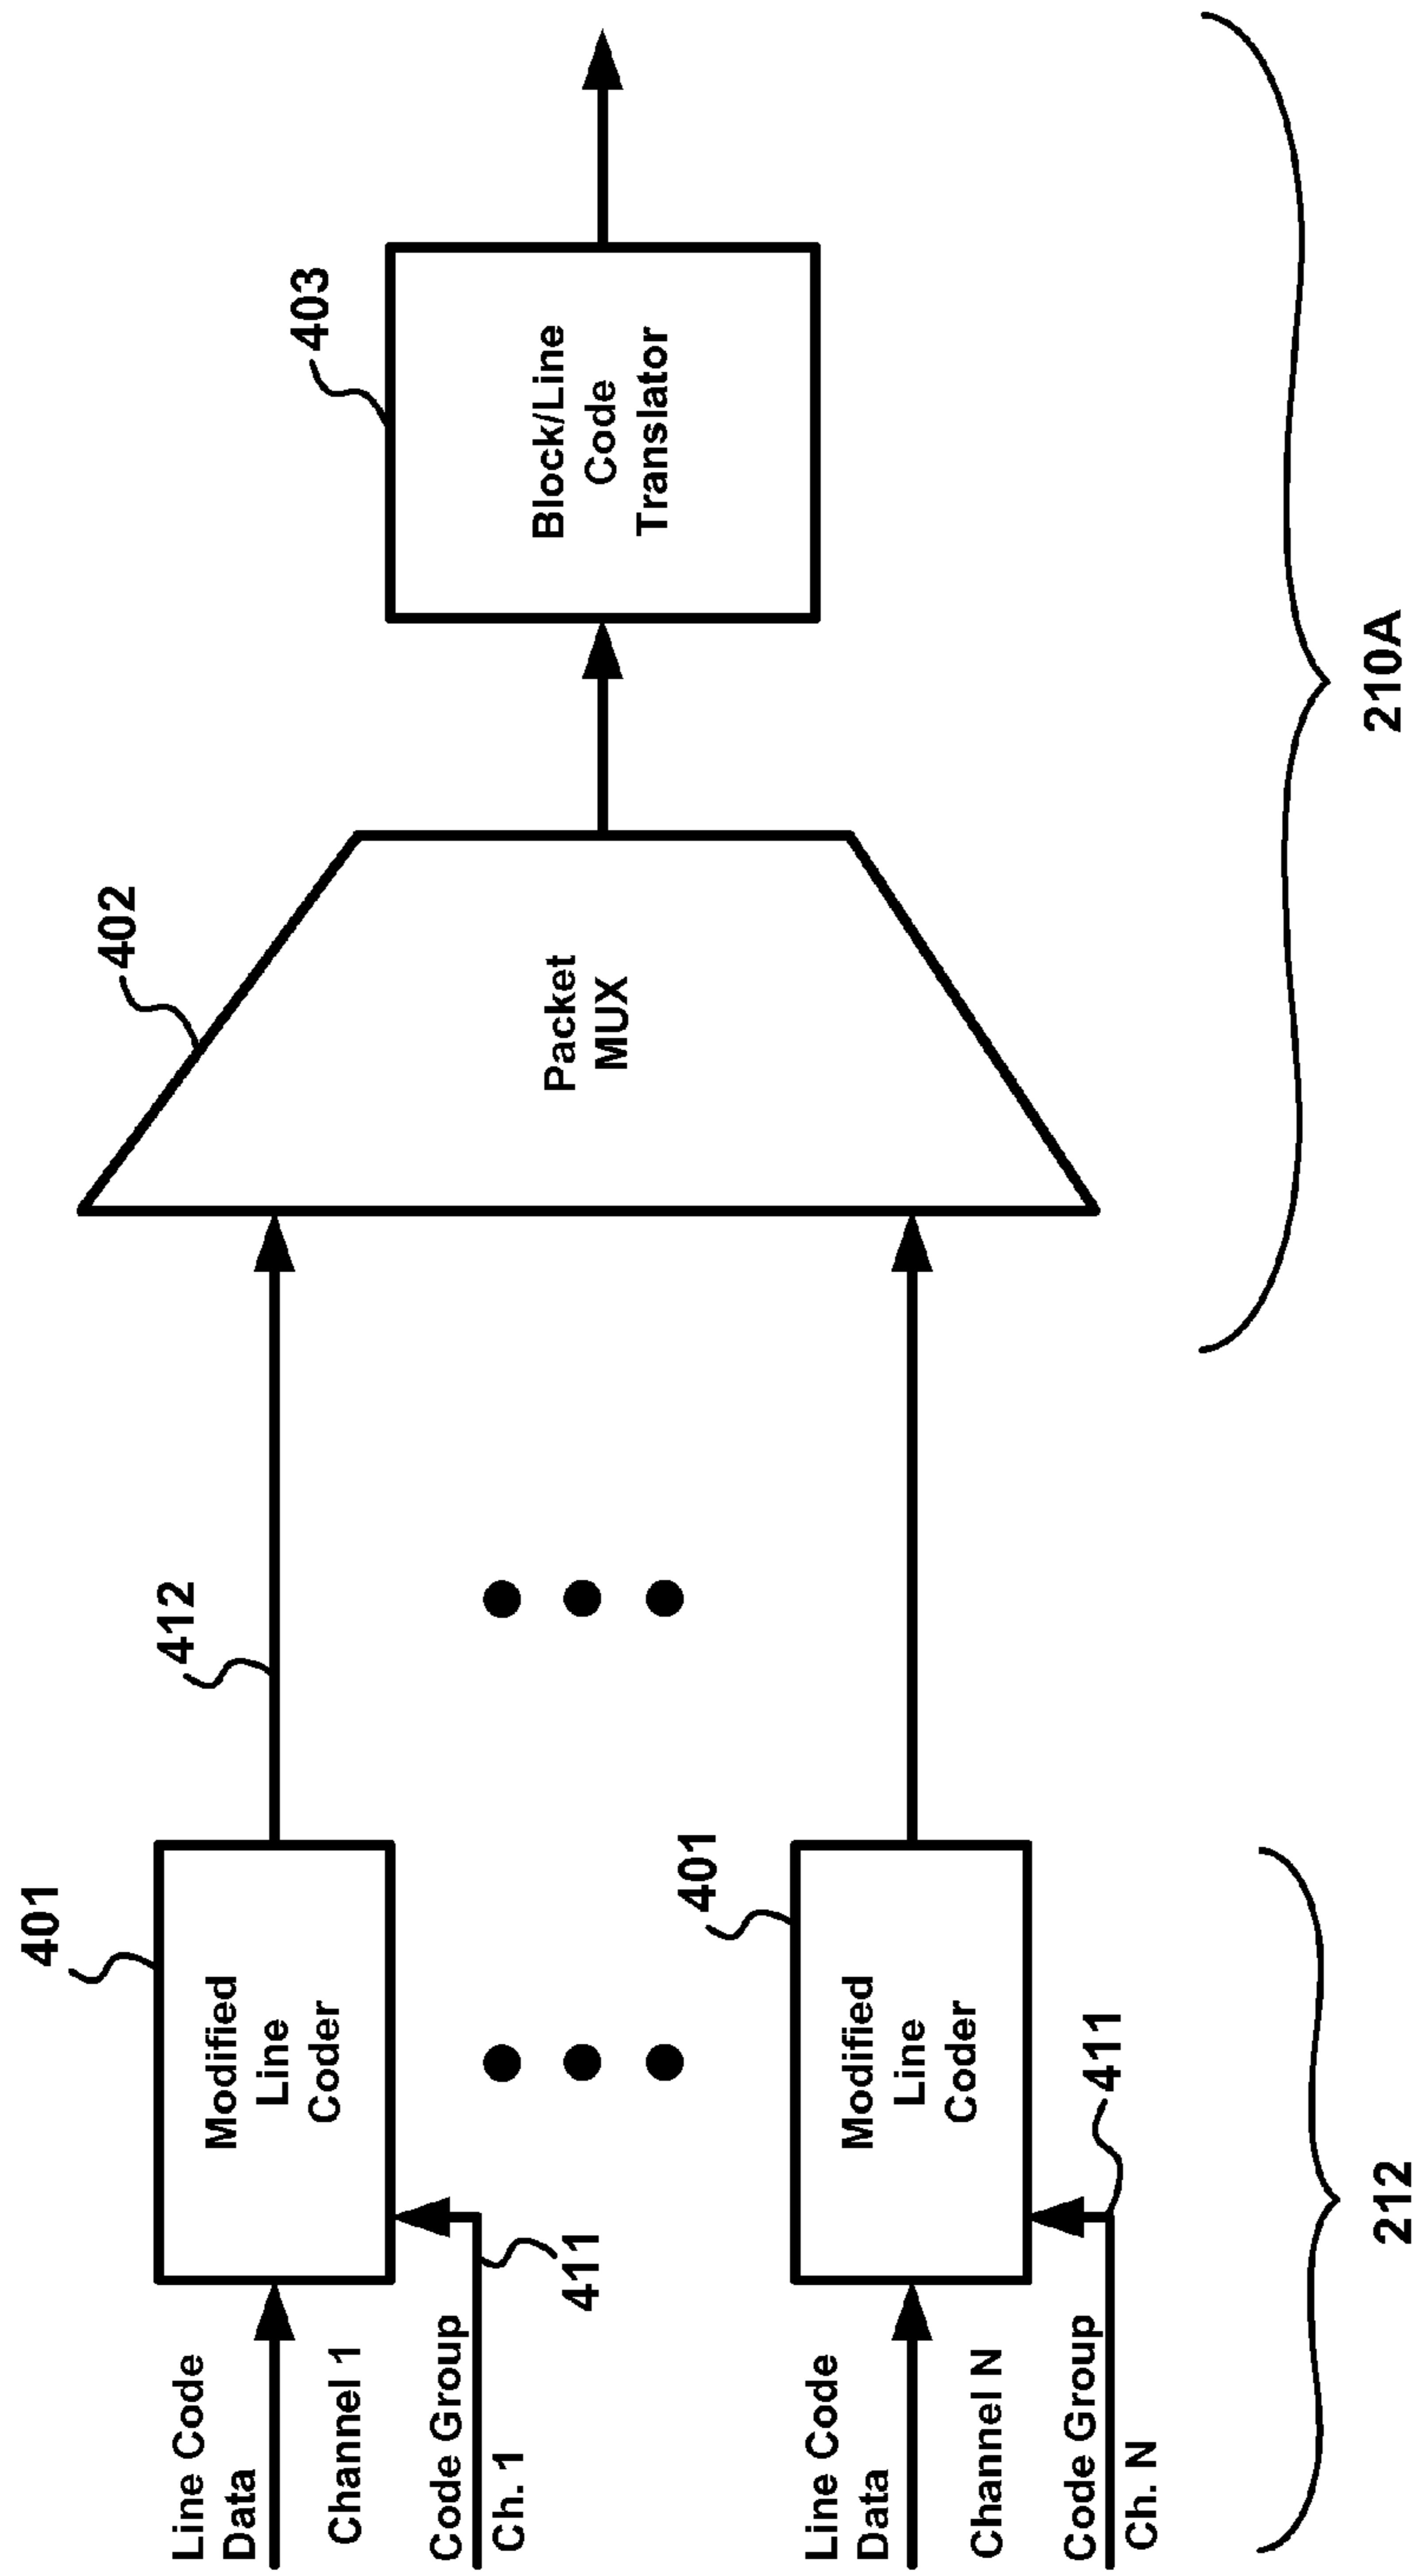 401
Line Code
Data
Channel 1
Code Group
Ch. 1
Modified
Line
Coder
411
412
402
Packet
MUX
403
Block/Line
Code
Translator
401
Line Code
Data
Channel N
Code Group
Ch. N
Modified
Line
Coder
411
212
210A